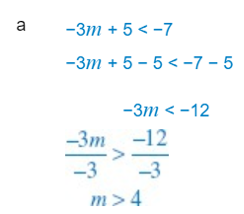 a −3m + 5 < −7
−3m + 5 − 5 < −7 − 5
−3m < −12
−3m/−3 > −12/−3
m > 4